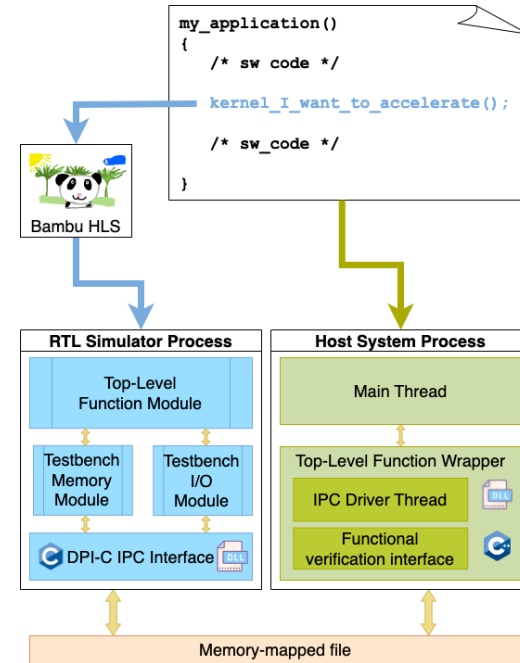 my_application()
{
/* sw code */
kernel_I_want_to_accelerate();
/* sw_code */
}
Bambu HLS
RTL Simulator Process
Top-Level
Function Module
Testbench
Memory
Module
Testbench
I/O
Module
C
DPI-C IPC Interface
DLL
Host System Process
Main Thread
Top-Level Function Wrapper
IPC Driver Thread
DLL
Functional
verification interface
C++
Memory-mapped file